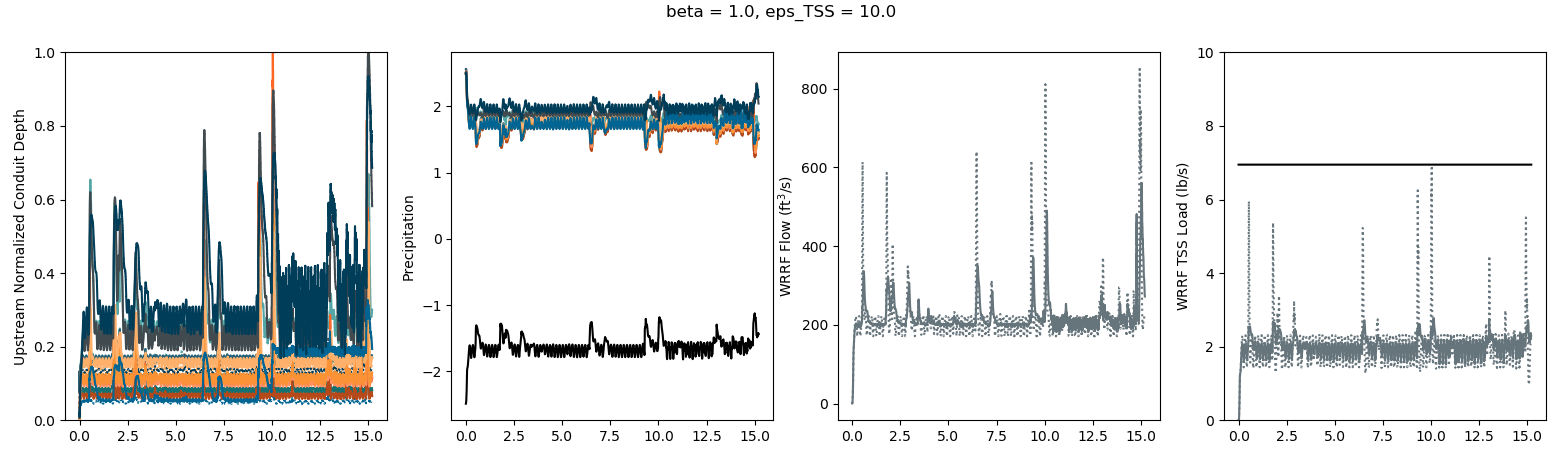 beta = 1.0, eps_TSS = 10.0
Upstream Normalized Conduit Depth
1.0
0.8
0.6
0.4
0.2
0.0
0.0 2.5 5.0 7.5 10.0 12.5 15.0
Precipitation
2
1
0
−1
−2
0.0 2.5 5.0 7.5 10.0 12.5 15.0
WRRF Flow (ft³/s)
800
600
400
200
0
0.0 2.5 5.0 7.5 10.0 12.5 15.0
WRRF TSS Load (lb/s)
10
8
6
4
2
0
0.0 2.5 5.0 7.5 10.0 12.5 15.0